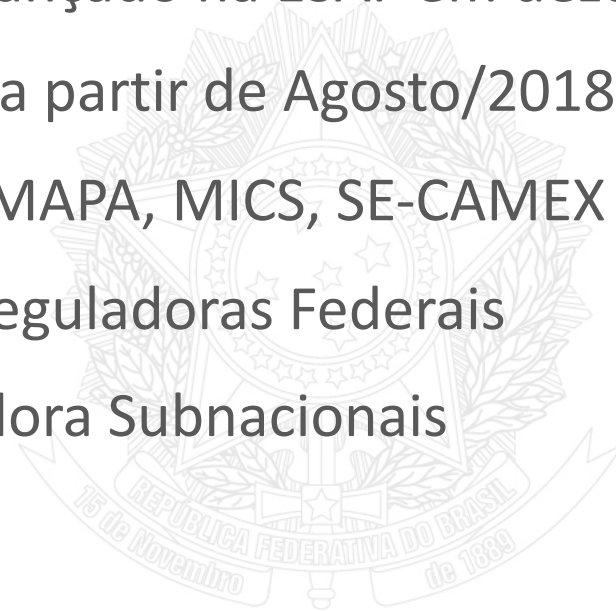 a partir de Agosto/2018
MAPA, MICS, SE-CAMEX
eguladoras Federais
dora Subnacionais
REPÚBLICA FEDERATIVA DO BRASIL
15 de Novembro de 1889